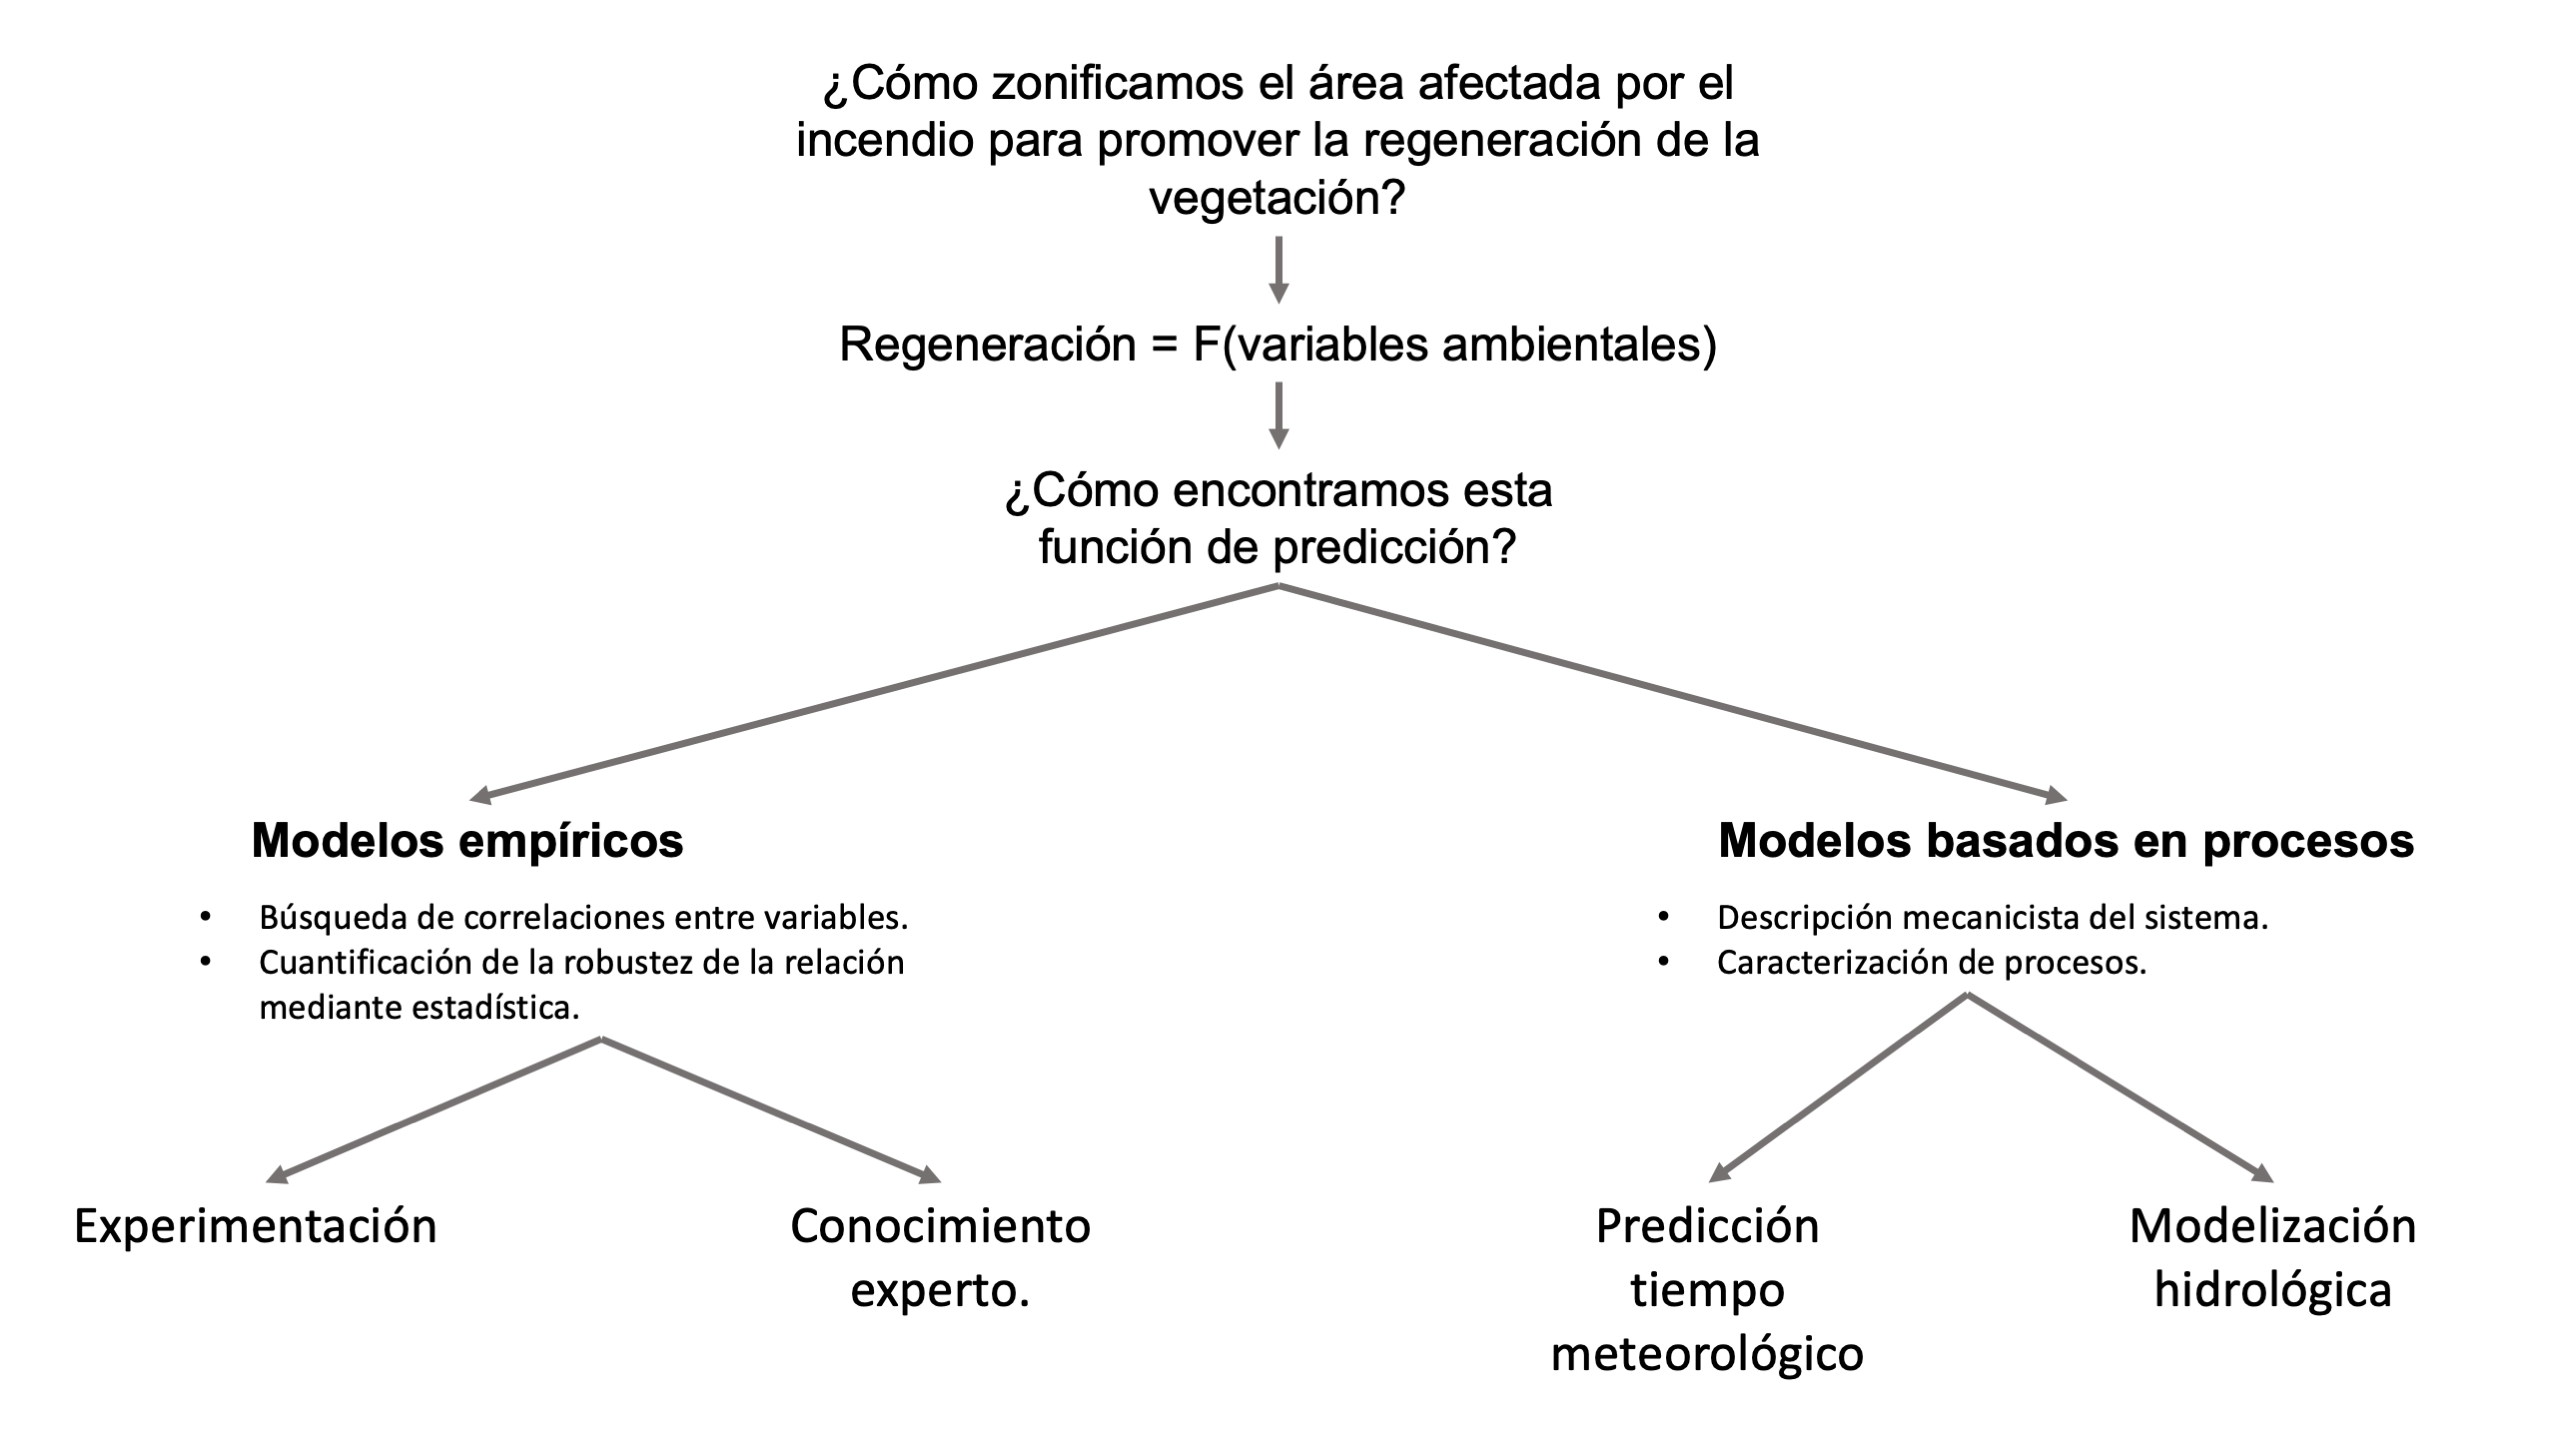 ¿Cómo zonificamos el área afectada por el
incendio para promover la regeneración de la
vegetación?
Regeneración = F(variables ambientales)
¿Cómo encontramos esta
función de predicción?
Modelos empíricos
• Búsqueda de correlaciones entre variables.
• Cuantificación de la robustez de la relación
mediante estadística.
Modelos basados en procesos
• Descripción mecanicista del sistema.
• Caracterización de procesos.
Experimentación
Conocimiento
experto.
Predicción
tiempo
meteorológico
Modelización
hidrológica